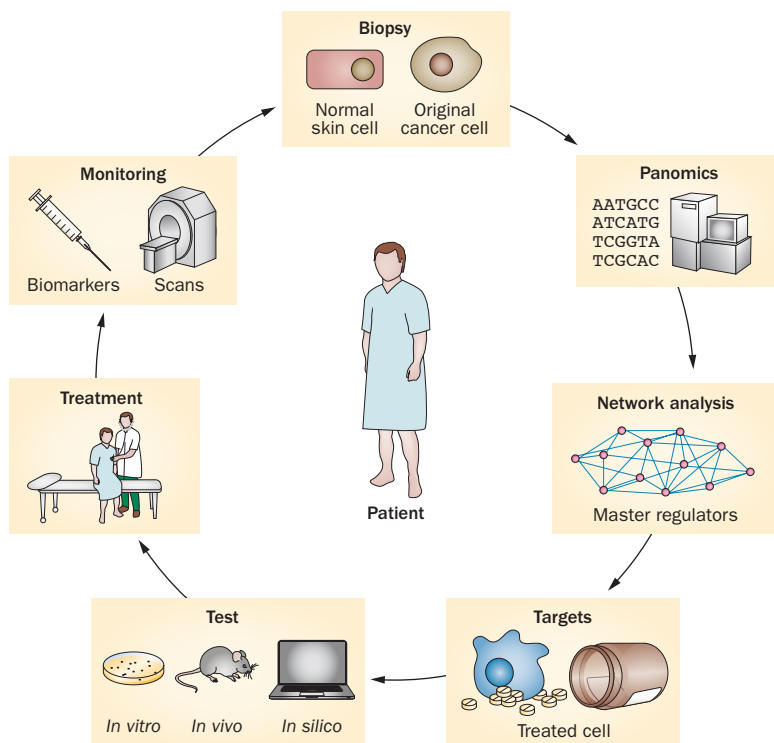 Biopsy
Normal
skin cell
Original
cancer cell
Panomics
AATGCC
ATCATG
TCGGTA
TCGCAC
Network analysis
Master regulators
Targets
Treated cell
Test
In vitro
In vivo
In silico
Treatment
Monitoring
Biomarkers
Scans
Patient